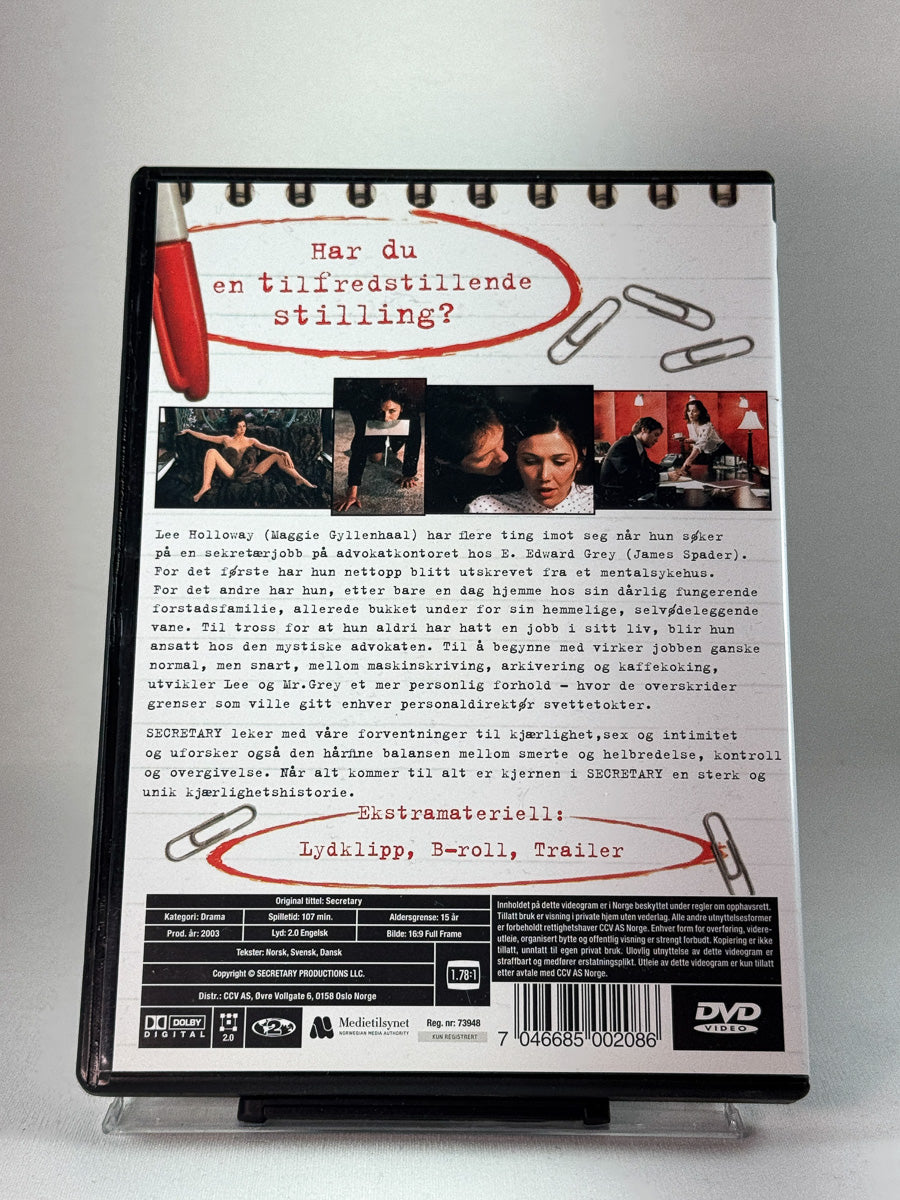 Har du
en tilfredstillende
stilling?
Lee Holloway (Maggie Gyllenhaal) har flere ting imot seg når hun søker
på en sekretærjobb på advokatkontoret hos E. Edward Grey (James Spader).
For det første har hun nettopp blitt utskrevet fra et mentalsykehus.
For det andre har hun, etter bare en dag hjemme hos sin dårlig fungerende
forstadsfamilie, allerede bukket under for sin hemmelige, selvødeleggende
vane. Til tross for at hun aldri har hatt en jobb i sitt liv, blir hun
ansatt hos den mystiske advokaten. Til å begynne med virker jobben ganske
normal, men snart, mellom maskinskriving, arkivering og kaffekoking,
utvikler Lee og Mr.Grey et mer personlig forhold – hvor de overskrider
grenser som ville gitt enhver personaldirektør svettetokter.
SECRETARY leker med våre forventninger til kjærlighet,sex og intimitet
og uforsker også den hårfine balansen mellom smerte og helbredelse, kontroll
og overgivelse. Når alt kommer til alt er kjernen i SECRETARY en sterk og
unik kjærlighetshistorie.
Ekstramateriell:
Lydklipp, B-roll, Trailer
Original tittel: Secretary
Kategori: Drama Spilletid: 107 min. Aldersgrense: 15 år
Prod. år: 2003 Lyd: 2.0 Engelsk Bilde: 16:9 Full Frame
Tekster: Norsk, Svensk, Dansk
Copyright © SECRETARY PRODUCTIONS LLC.
Distr.: CCV AS, Øvre Vollgate 6, 0158 Oslo Norge
1.78:1
Innholdet på dette videogram er i Norge beskyttet under regler om opphavsrett.
Tillatt bruk er visning i private hjem uten vederlag. Alle andre utnyttelsesformer
er forbeholdt rettighetshaver CCV AS Norge. Enhver form for overføring, videre-
utleie, organisert bytte og offentlig visning er strengt forbudt. Kopiering er ikke
tillatt, unntatt til egen privat bruk. Ulovlig utnyttelse av dette videogram er
straffbart og medfører erstatningsplikt. Utleie av dette videogram er kun tillatt
etter avtale med CCV AS Norge.
DOLBY
DIGITAL
2.0
2
Medietilsynet
NORWEGIAN MEDIA AUTHORITY
Reg. nr: 73948
KUN REGISTRERT
7 046685 002086
DVD
VIDEO